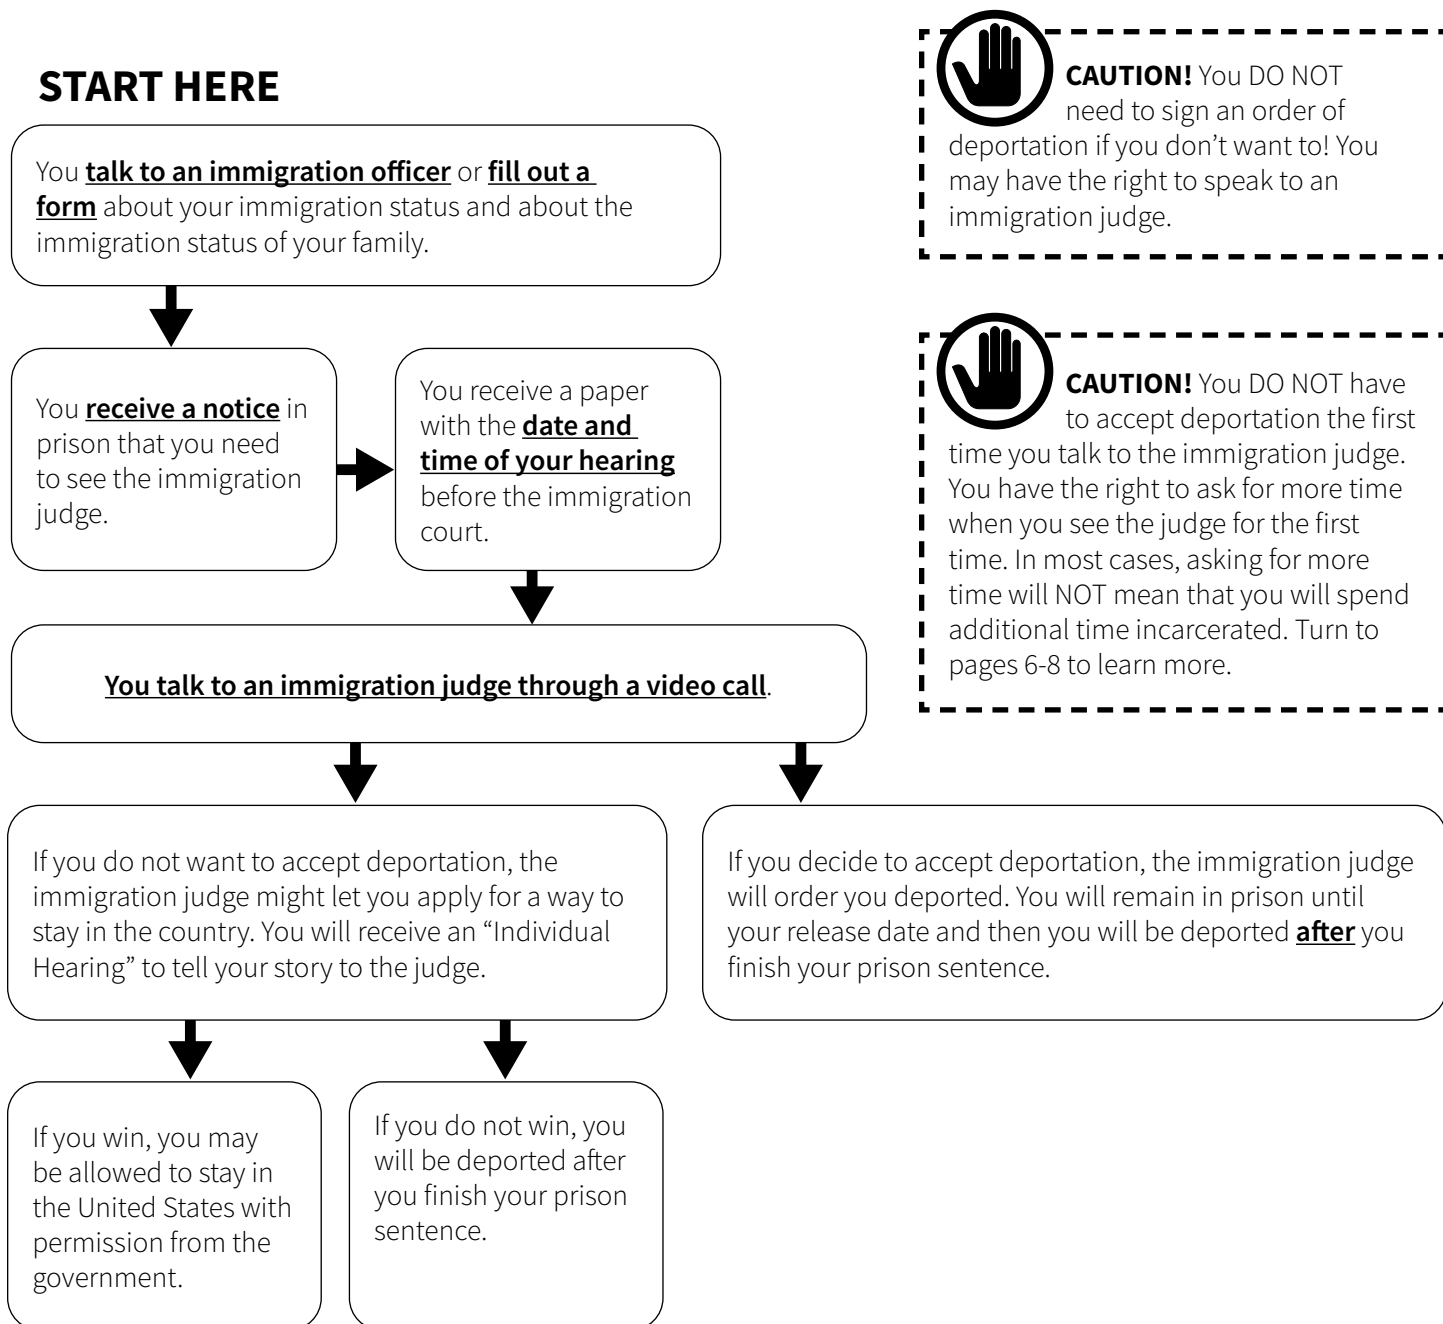 START HERE
You talk to an immigration officer or fill out a
form about your immigration status and about the
immigration status of your family.
You receive a notice in
prison that you need
to see the immigration
judge.
You receive a paper
with the date and
time of your hearing
before the immigration
court.
You talk to an immigration judge through a video call.
If you do not want to accept deportation, the
immigration judge might let you apply for a way to
stay in the country. You will receive an “Individual
Hearing” to tell your story to the judge.
If you decide to accept deportation, the immigration judge
will order you deported. You will remain in prison until
your release date and then you will be deported after you
finish your prison sentence.
If you win, you may
be allowed to stay in
the United States with
permission from the
government.
If you do not win, you
will be deported after
you finish your prison
sentence.
CAUTION! You DO NOT
need to sign an order of
deportation if you don’t want to! You
may have the right to speak to an
immigration judge.
CAUTION! You DO NOT have
to accept deportation the first
time you talk to the immigration judge.
You have the right to ask for more time
when you see the judge for the first
time. In most cases, asking for more
time will NOT mean that you will spend
additional time incarcerated. Turn to
pages 6-8 to learn more.